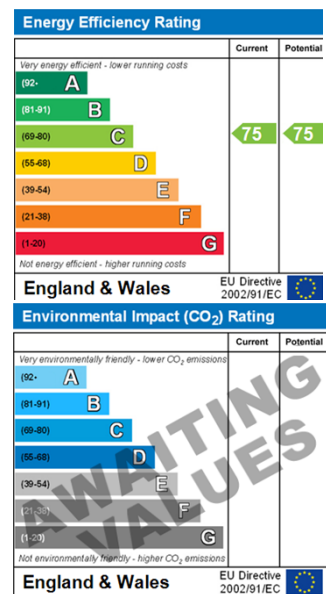 Energy Efficiency Rating
Current Potential
Very energy efficient - lower running costs
(92- A
(81-91) B
(69-80) C 75 75
(55-68) D
(39-54) E
(21-38) F
(1-20) G
Not energy efficient - higher running costs
England & Wales EU Directive
2002/91/EC
Environmental Impact (CO₂) Rating
Current Potential
Very environmentally friendly - lower CO₂ emissions
(92- A
(81-91) B
(69-80) C
(55-68) D
(39-54) E
(21-38) F
(1-20) G
Not environmentally friendly - higher CO₂ emissions
AWAITING
VALUES
England & Wales EU Directive
2002/91/EC